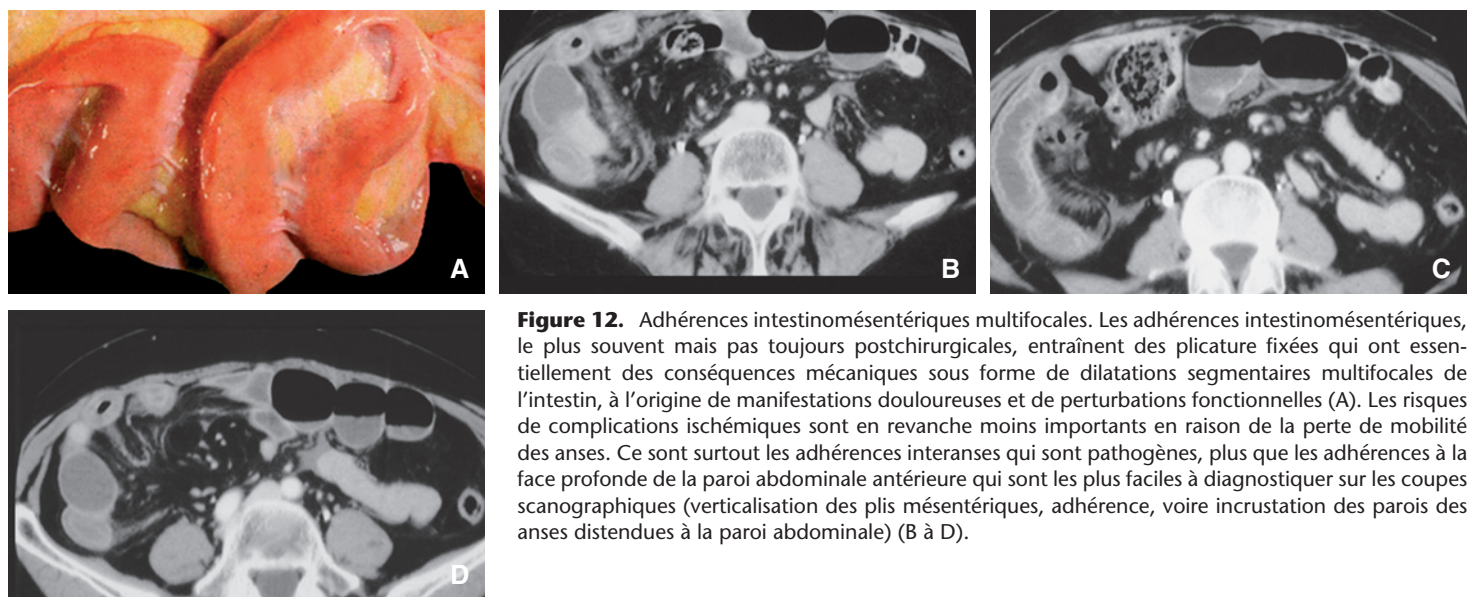 A
B
C
D
Figure 12. Adhérences intestinomésentériques multifocales. Les adhérences intestinomésentériques,
le plus souvent mais pas toujours postchirurgicales, entraînent des plicature fixées qui ont essen-
tiellement des conséquences mécaniques sous forme de dilatations segmentaires multifocales de
l'intestin, à l'origine de manifestations douloureuses et de perturbations fonctionnelles (A). Les risques
de complications ischémiques sont en revanche moins importants en raison de la perte de mobilité
des anses. Ce sont surtout les adhérences interanses qui sont pathogènes, plus que les adhérences à la
face profonde de la paroi abdominale antérieure qui sont les plus faciles à diagnostiquer sur les coupes
scanographiques (verticalisation des plis mésentériques, adhérence, voire incrustation des parois des
anses distendues à la paroi abdominale) (B à D).